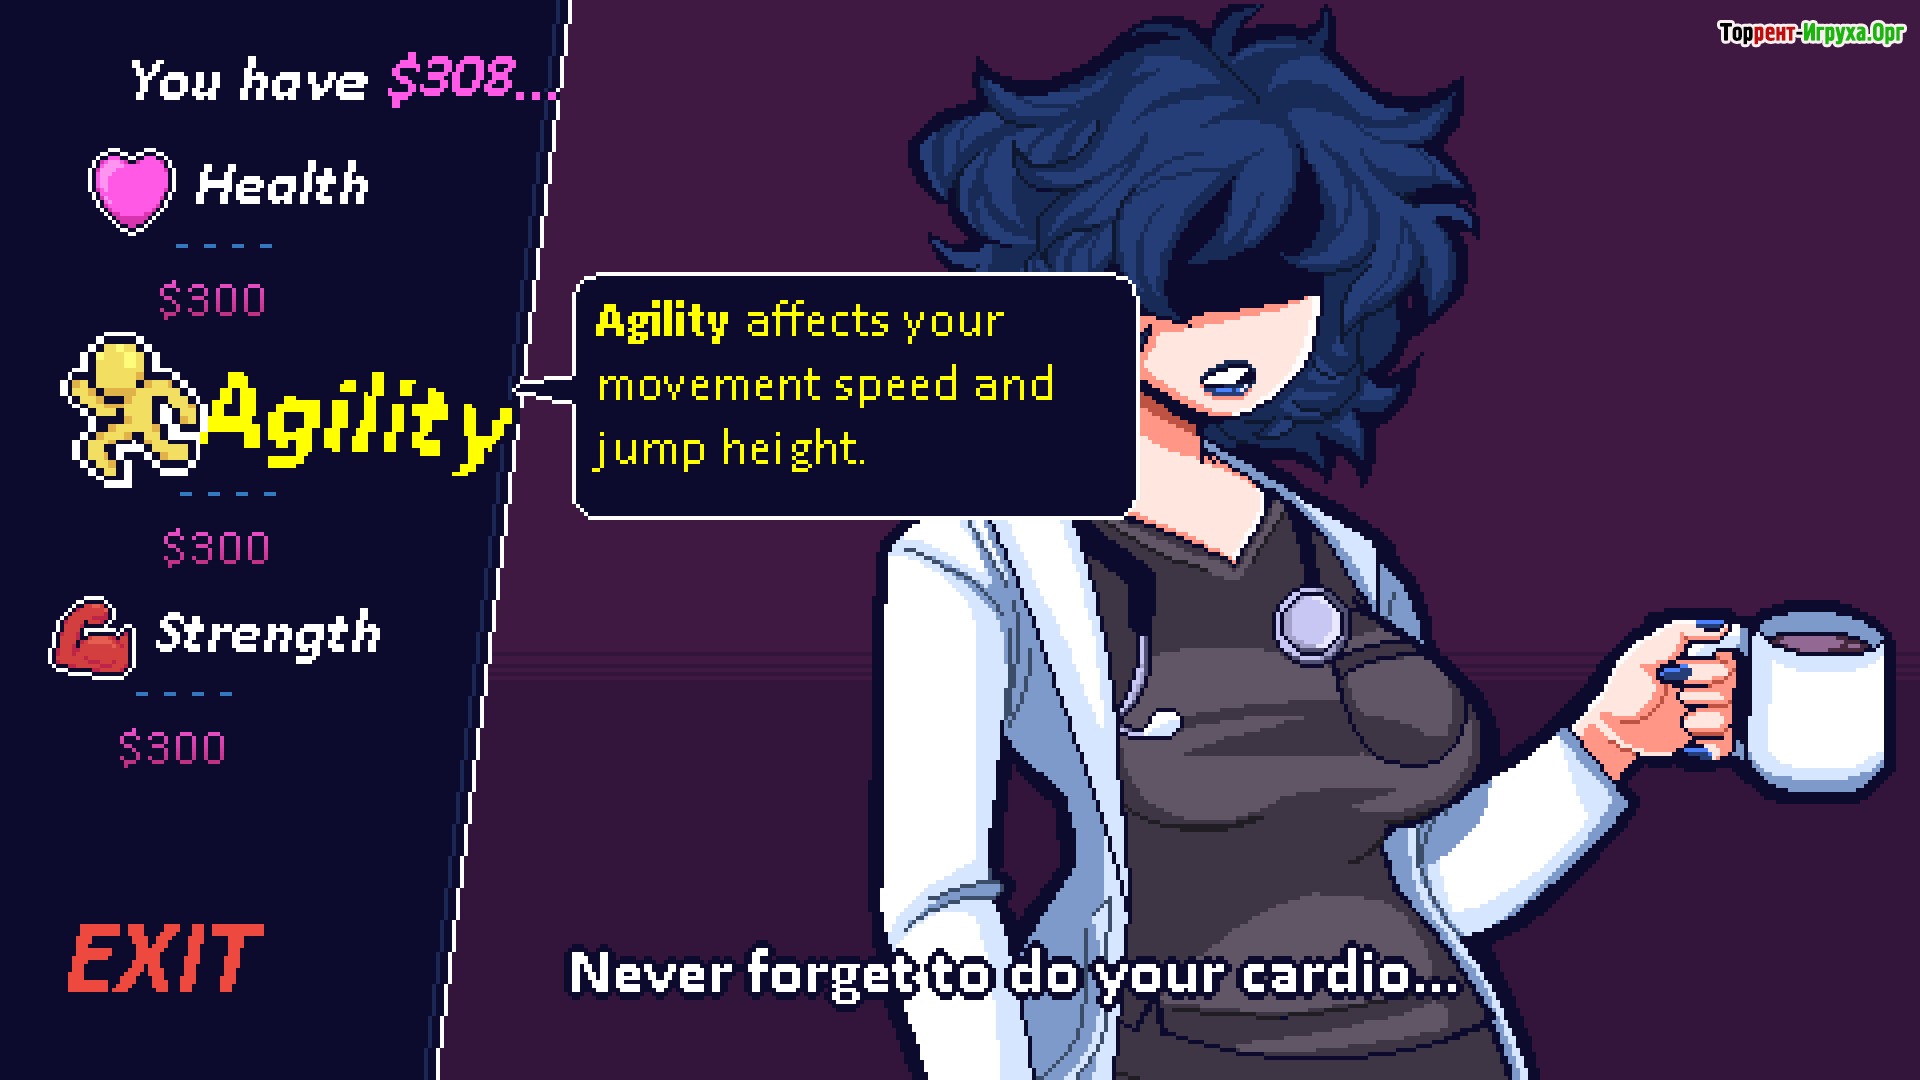 You have $308...
Торрент-Игруха.Орг
Health
$300
Agility
Agility affects your
movement speed and
jump height.
$300
Strength
$300
EXIT
Never forget to do your cardio...